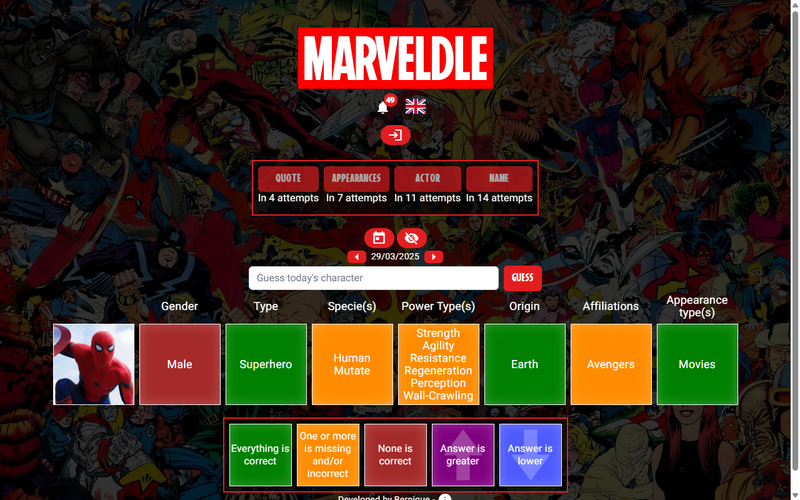 MARVELDLE
49
QUOTE APPEARANCES ACTOR NAME
In 4 attempts In 7 attempts In 11 attempts In 14 attempts
29/03/2025
Guess today's character GUESS
Gender Type Specie(s) Power Type(s) Origin Affiliations Appearance type(s)
Male
Superhero
Human
Mutate
Strength
Agility
Resistance
Regeneration
Perception
Wall-Crawling
Earth
Avengers
Movies
Everything is
correct
One or more
is missing
and/or
incorrect
None is
correct
Answer is
greater
Answer is
lower
Developed by Bernique -